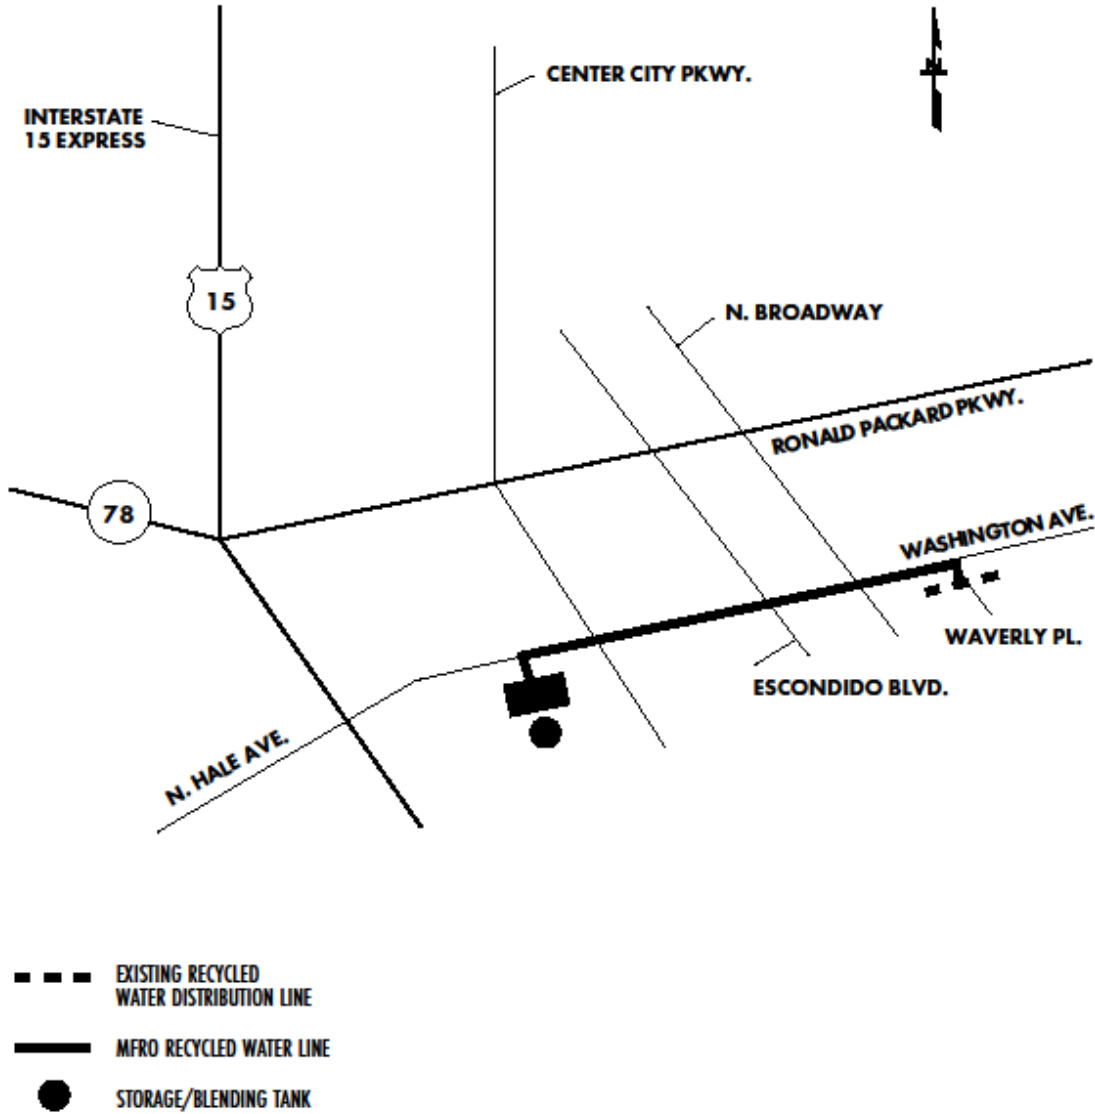 CENTER CITY PKWY.
INTERSTATE
15 EXPRESS
N
15
N. BROADWAY
RONALD PACKARD PKWY.
78
WASHINGTON AVE.
WAVERLY PL.
ESCONDIDO BLVD.
N. HALE AVE.
EXISTING RECYCLED
WATER DISTRIBUTION LINE
MFRO RECYCLED WATER LINE
STORAGE/BLENDING TANK